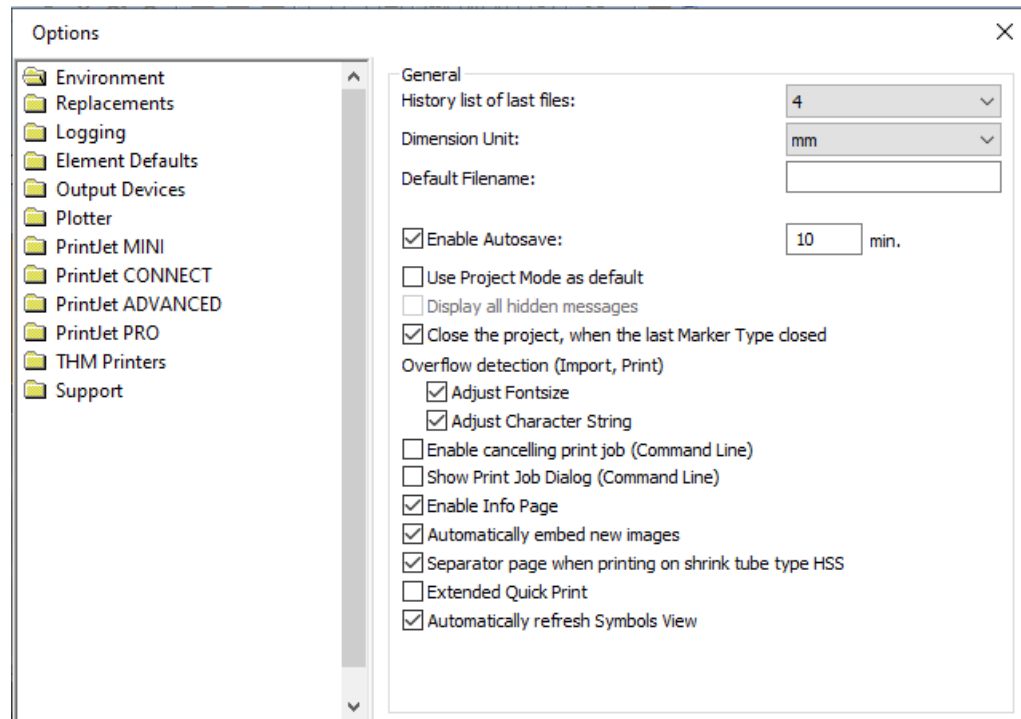 Options
Environment
Replacements
Logging
Element Defaults
Output Devices
Plotter
PrintJet MINI
PrintJet CONNECT
PrintJet ADVANCED
PrintJet PRO
THM Printers
Support
General
History list of last files: 4
Dimension Unit: mm
Default Filename:
Enable Autosave: 10 min.
Use Project Mode as default
Display all hidden messages
Close the project, when the last Marker Type closed
Overflow detection (Import, Print)
Adjust Fontsize
Adjust Character String
Enable cancelling print job (Command Line)
Show Print Job Dialog (Command Line)
Enable Info Page
Automatically embed new images
Separator page when printing on shrink tube type HSS
Extended Quick Print
Automatically refresh Symbols View